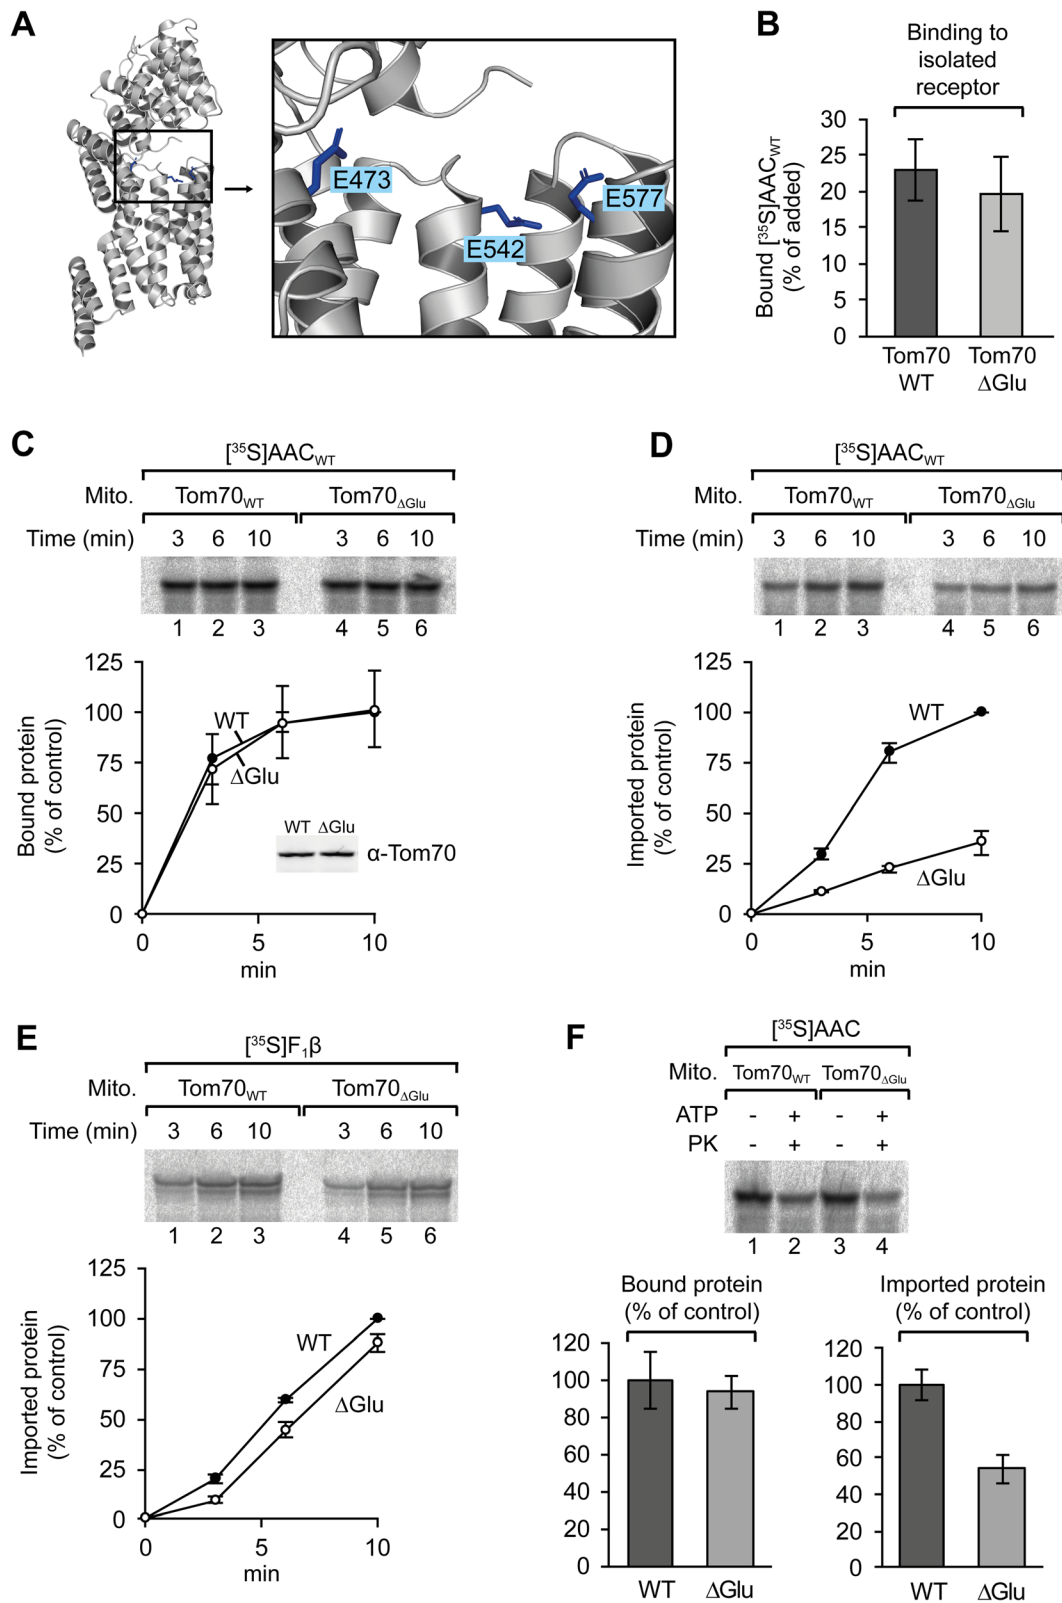 A
E473
E542
E577
B
Binding to
isolated
receptor
Bound [³⁵S]AAC_WT
(% of added)
30
25
20
15
10
5
0
Tom70 Tom70
WT ΔGlu
C
[³⁵S]AAC_WT
Mito. Tom70_WT Tom70_ΔGlu
Time (min) 3 6 10 3 6 10
1 2 3 4 5 6
Bound protein
(% of control)
125
100
75
50
25
0
WT
ΔGlu
WT ΔGlu
α-Tom70
0 5 10
min
D
[³⁵S]AAC_WT
Mito. Tom70_WT Tom70_ΔGlu
Time (min) 3 6 10 3 6 10
1 2 3 4 5 6
Imported protein
(% of control)
125
100
75
50
25
0
WT
ΔGlu
0 5 10
min
E
[³⁵S]F₁β
Mito. Tom70_WT Tom70_ΔGlu
Time (min) 3 6 10 3 6 10
1 2 3 4 5 6
Imported protein
(% of control)
125
100
75
50
25
0
WT
ΔGlu
0 5 10
min
F
[³⁵S]AAC
Mito. Tom70_WT Tom70_ΔGlu
ATP - + - +
PK - + - +
1 2 3 4
Bound protein
(% of control)
120
100
80
60
40
20
0
WT ΔGlu
Imported protein
(% of control)
120
100
80
60
40
20
0
WT ΔGlu